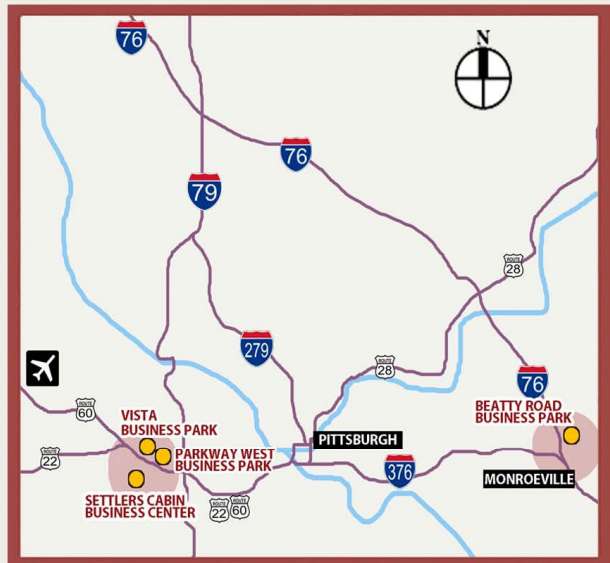 76
N
76
79
ROUTE
28
279
ROUTE
28
76
ROUTE
60
BEATTY ROAD
BUSINESS PARK
VISTA
BUSINESS PARK
PITTSBURGH
ROUTE
22
PARKWAY WEST
BUSINESS PARK
376
MONROEVILLE
SETTLERS CABIN
BUSINESS CENTER
ROUTE ROUTE
22 60